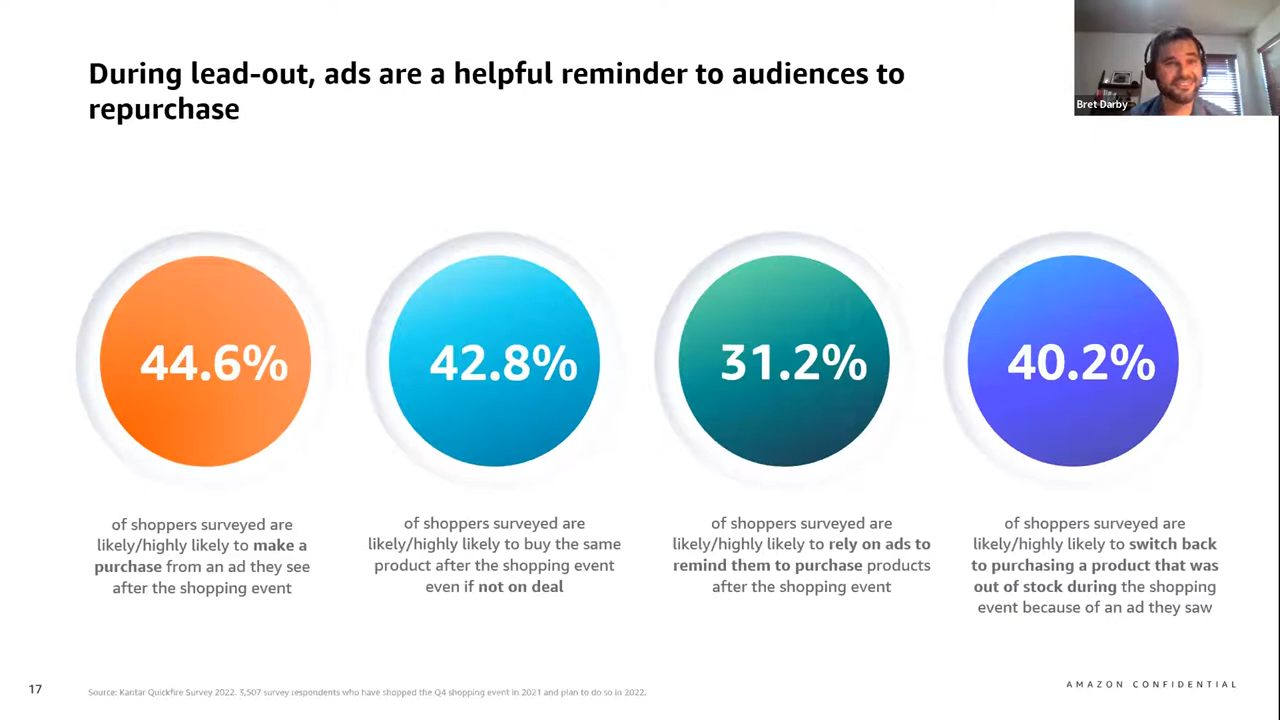 During lead-out, ads are a helpful reminder to audiences to
repurchase
Bret Darby
44.6%
42.8%
31.2%
40.2%
of shoppers surveyed are
likely/highly likely to make a
purchase from an ad they see
after the shopping event
of shoppers surveyed are
likely/highly likely to buy the same
product after the shopping event
even if not on deal
of shoppers surveyed are
likely/highly likely to rely on ads to
remind them to purchase products
after the shopping event
of shoppers surveyed are
likely/highly likely to switch back
to purchasing a product that was
out of stock during the shopping
event because of an ad they saw
17
Source: Kantar Quickfire Survey 2022. 3,507 survey respondents who have shopped the Q4 shopping event in 2021 and plan to do so in 2022.
AMAZON CONFIDENTIAL